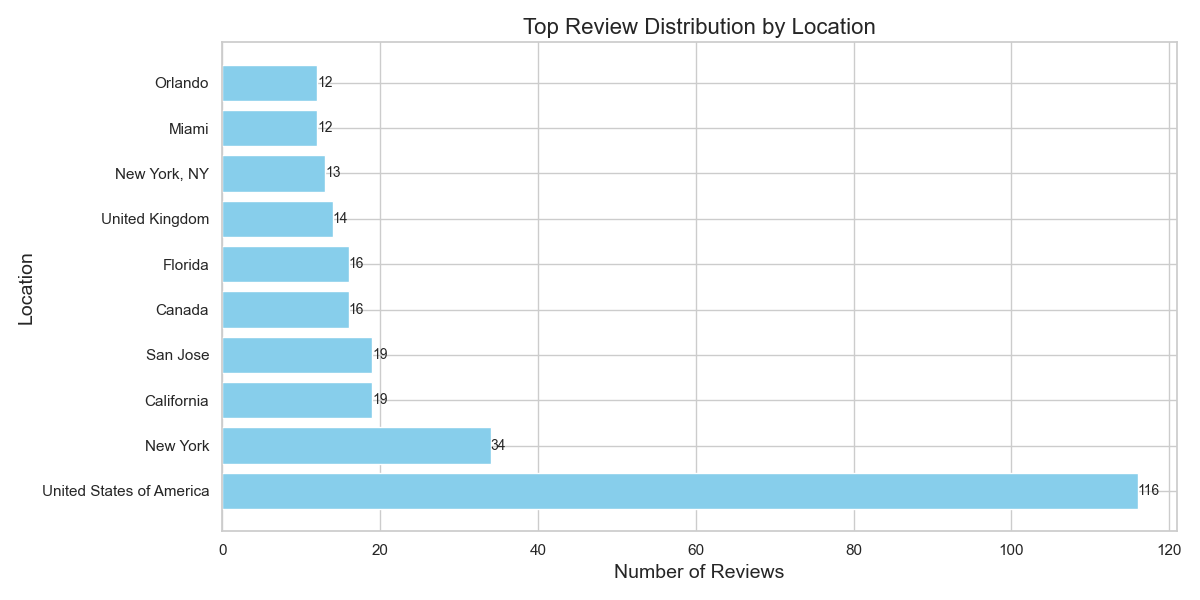 Top Review Distribution by Location
Location
Orlando 12
Miami 12
New York, NY 13
United Kingdom 14
Florida 16
Canada 16
San Jose 19
California 19
New York 34
United States of America 116
0 20 40 60 80 100 120
Number of Reviews